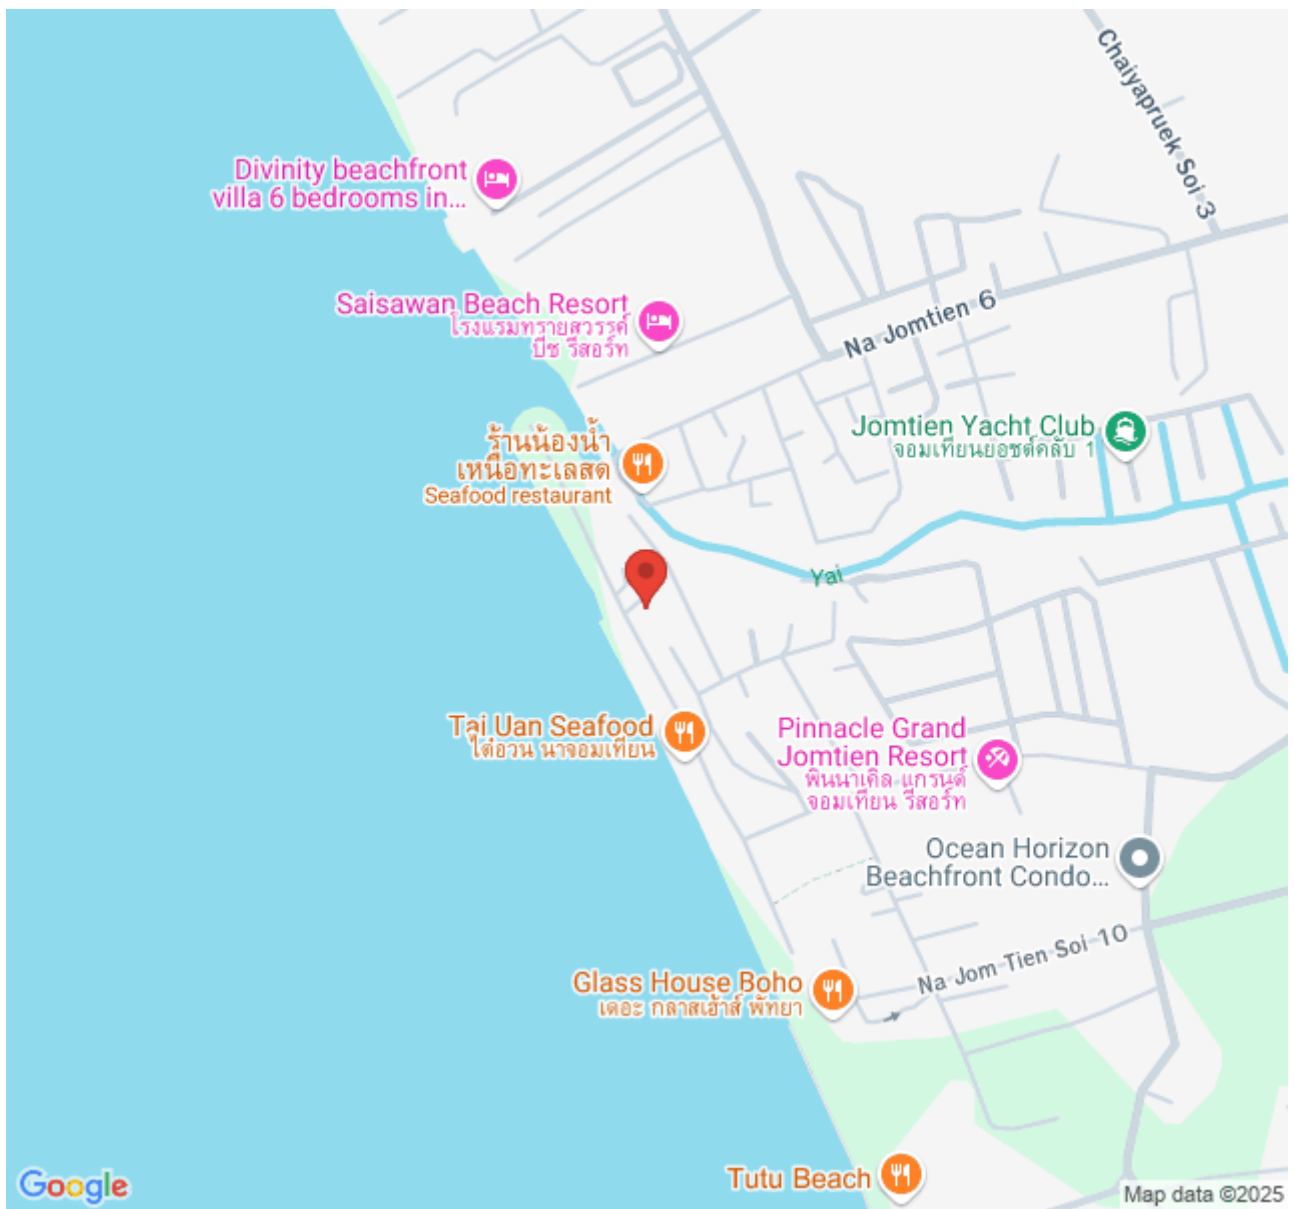 Chaiyapruek Soi 3
Divinity beachfront
villa 6 bedrooms in...
Saisawan Beach Resort
โรงแรมทรายสวรรค์
บีช รีสอร์ท
Na Jomtien 6
Jomtien Yacht Club
จอมเทียนยอชต์คลับ 1
ร้านน้องน้ำ
เหนือทะเลสด
Seafood restaurant
Yai
Tai Uan Seafood
ไต๋อ้วน นาจอมเทียน
Pinnacle Grand
Jomtien Resort
พินนาเคิล แกรนด์
จอมเทียน รีสอร์ท
Ocean Horizon
Beachfront Condo...
Na Jom Tien Soi 10
Glass House Boho
เดอะ กลาสเฮ้าส์ พัทยา
Tutu Beach
Google
Map data ©2025